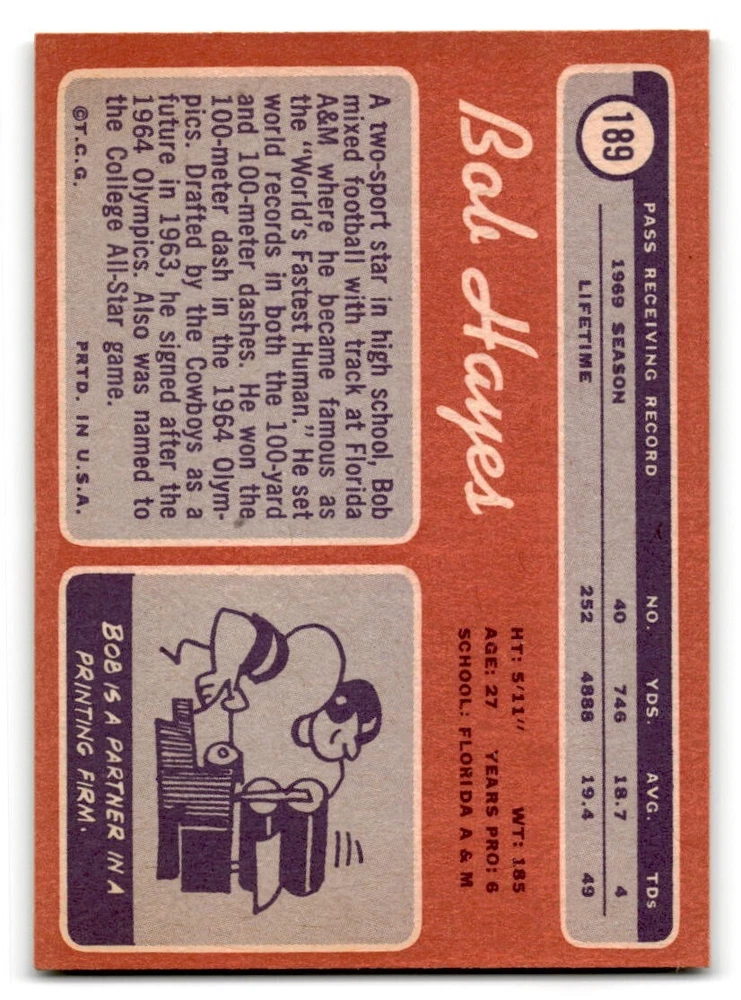 189
PASS RECEIVING RECORD NO. YDS. AVG. TDs
1969 SEASON 40 746 18.7 4
LIFETIME 252 4888 19.4 49
Bob Hayes
HT: 5/11" WT: 185
AGE: 27 YEARS PRO: 6
SCHOOL: FLORIDA A & M
A two-sport star in high school, Bob
mixed football with track at Florida
A&M where he became famous as
the "World's Fastest Human." He set
world records in both the 100-yard
and 100-meter dashes. He won the
100-meter dash in the 1964 Olym-
pics. Drafted by the Cowboys as a
future in 1963, he signed after the
1964 Olympics. Also was named to
the College All-Star game.
©T.C.G. PRTD. IN U.S.A.
BOB IS A PARTNER IN A
PRINTING FIRM.